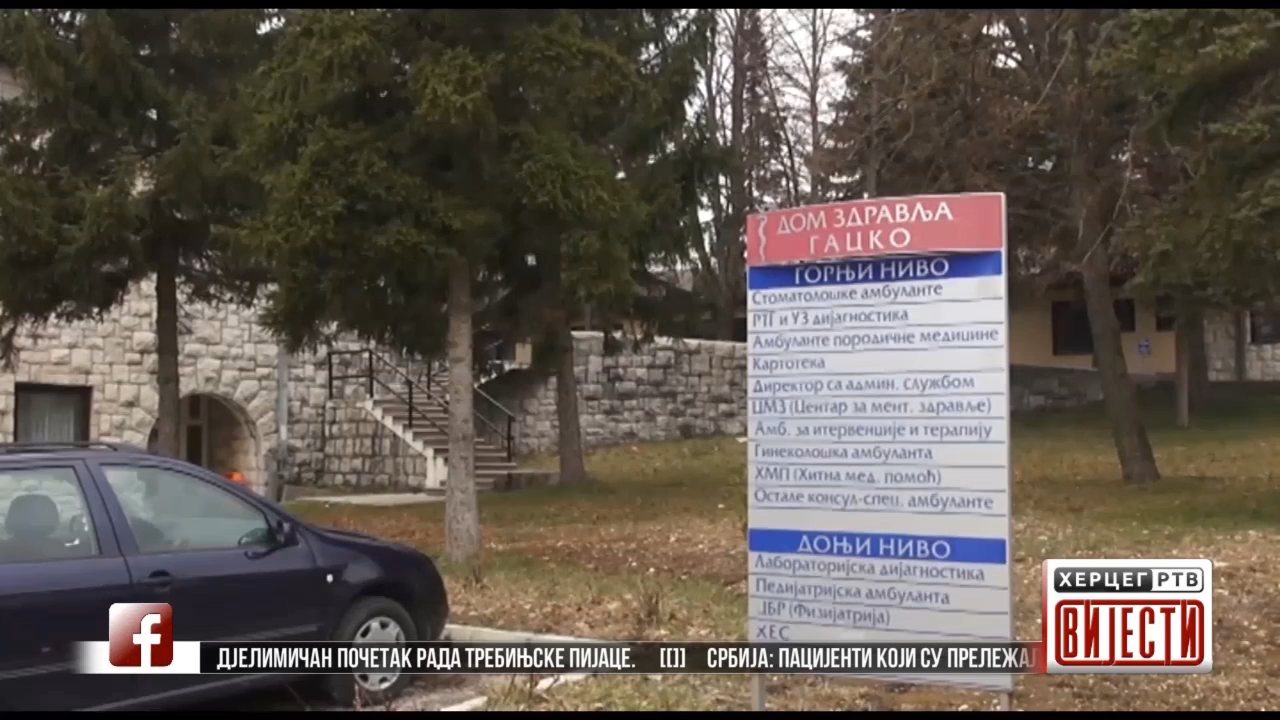 ДОМ ЗДРАВЉА
ГАЦКО
ГОРЊИ НИВО
Стоматолошке амбуланте
РТГ и УЗ дијагностика
Амбуланте породичне медицине
Картотека
Директор са админ. службом
ЦМЗ (Центар за мент. здравље)
Амб. за итервенције и терапију
Гинеколошка амбуланта
ХМП (Хитна мед. помоћ)
Остале консул-спец. амбуланте
ДОЊИ НИВО
Лабораторијска дијагностика
Педијатријска амбуланта
ЦБР (Физијатрија)
ХЕС
ХЕРЦЕГ РТВ
ВИЈЕСТИ
f
ДЈЕЛИМИЧАН ПОЧЕТАК РАДА ТРЕБИЊСКЕ ПИЈАЦЕ. [[]] СРБИЈА: ПАЦИЈЕНТИ КОЈИ СУ ПРЕЛЕЖАЛ